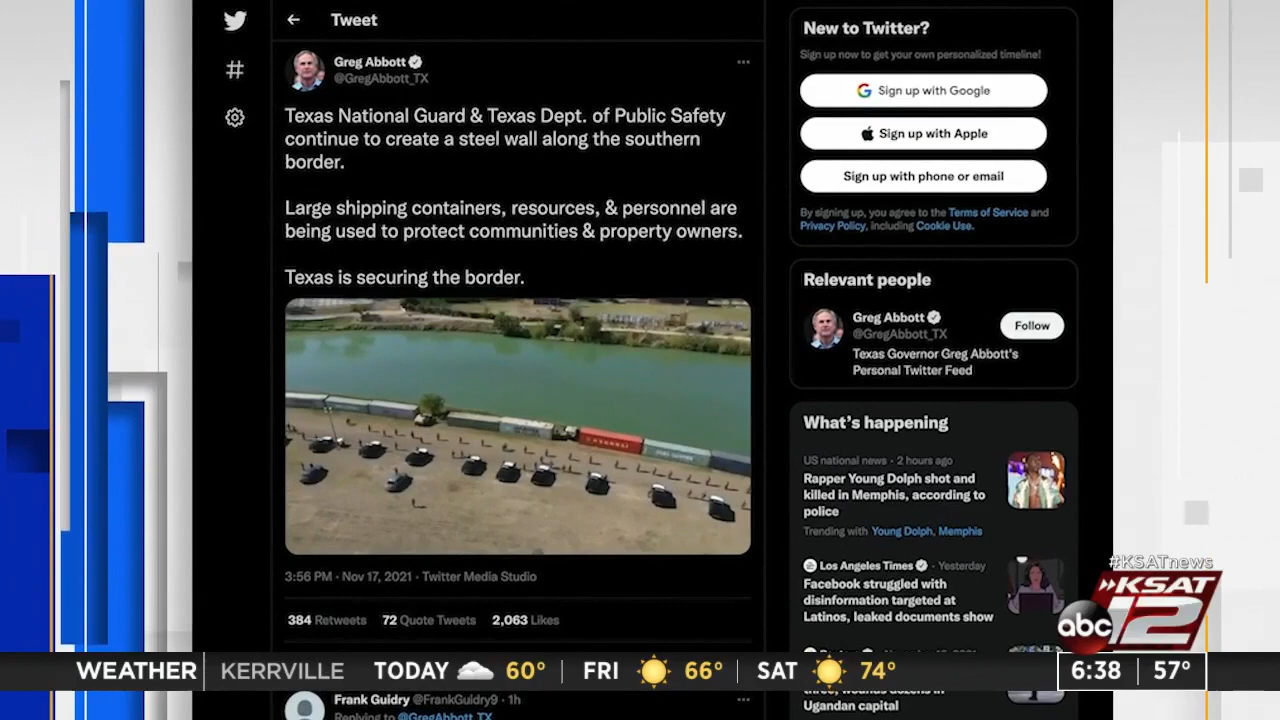 Tweet
Greg Abbott
@GregAbbott_TX
Texas National Guard & Texas Dept. of Public Safety
continue to create a steel wall along the southern
border.
Large shipping containers, resources, & personnel are
being used to protect communities & property owners.
Texas is securing the border.
3:56 PM · Nov 17, 2021 · Twitter Media Studio
384 Retweets 72 Quote Tweets 2,063 Likes
Frank Guidry @FrankGuidry9 · 1h
Replying to @GregAbbott_TX
New to Twitter?
Sign up now to get your own personalized timeline!
Sign up with Google
Sign up with Apple
Sign up with phone or email
By signing up, you agree to the Terms of Service and
Privacy Policy, including Cookie Use.
Relevant people
Greg Abbott
@GregAbbott_TX
Follow
Texas Governor Greg Abbott's
Personal Twitter Feed
What's happening
US national news · 2 hours ago
Rapper Young Dolph shot and
killed in Memphis, according to
police
Trending with Young Dolph, Memphis
Los Angeles Times · Yesterday
Facebook struggled with
disinformation targeted at
Latinos, leaked documents show
three, wounds dozens in
Ugandan capital
#KSATnews
KSAT
abc 12
WEATHER KERRVILLE TODAY 60° FRI 66° SAT 74° 6:38 57°